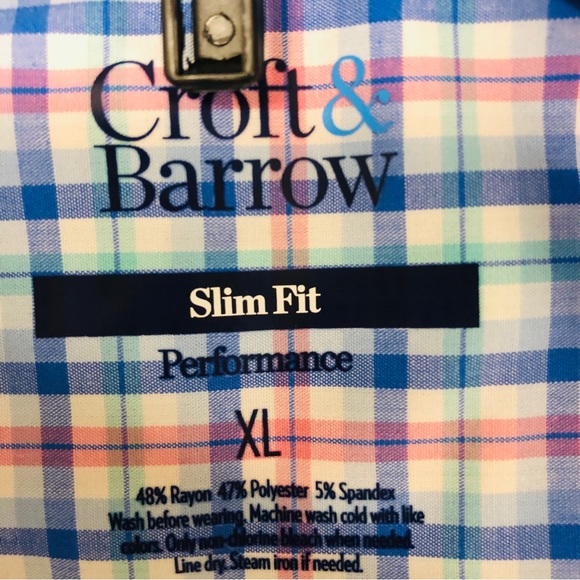 Croft &
Barrow
Slim Fit
Performance
XL
48% Rayon 47% Polyester 5% Spandex
Wash before wearing. Machine wash cold with like
colors. Only non-chlorine bleach when needed.
Line dry. Steam iron if needed.